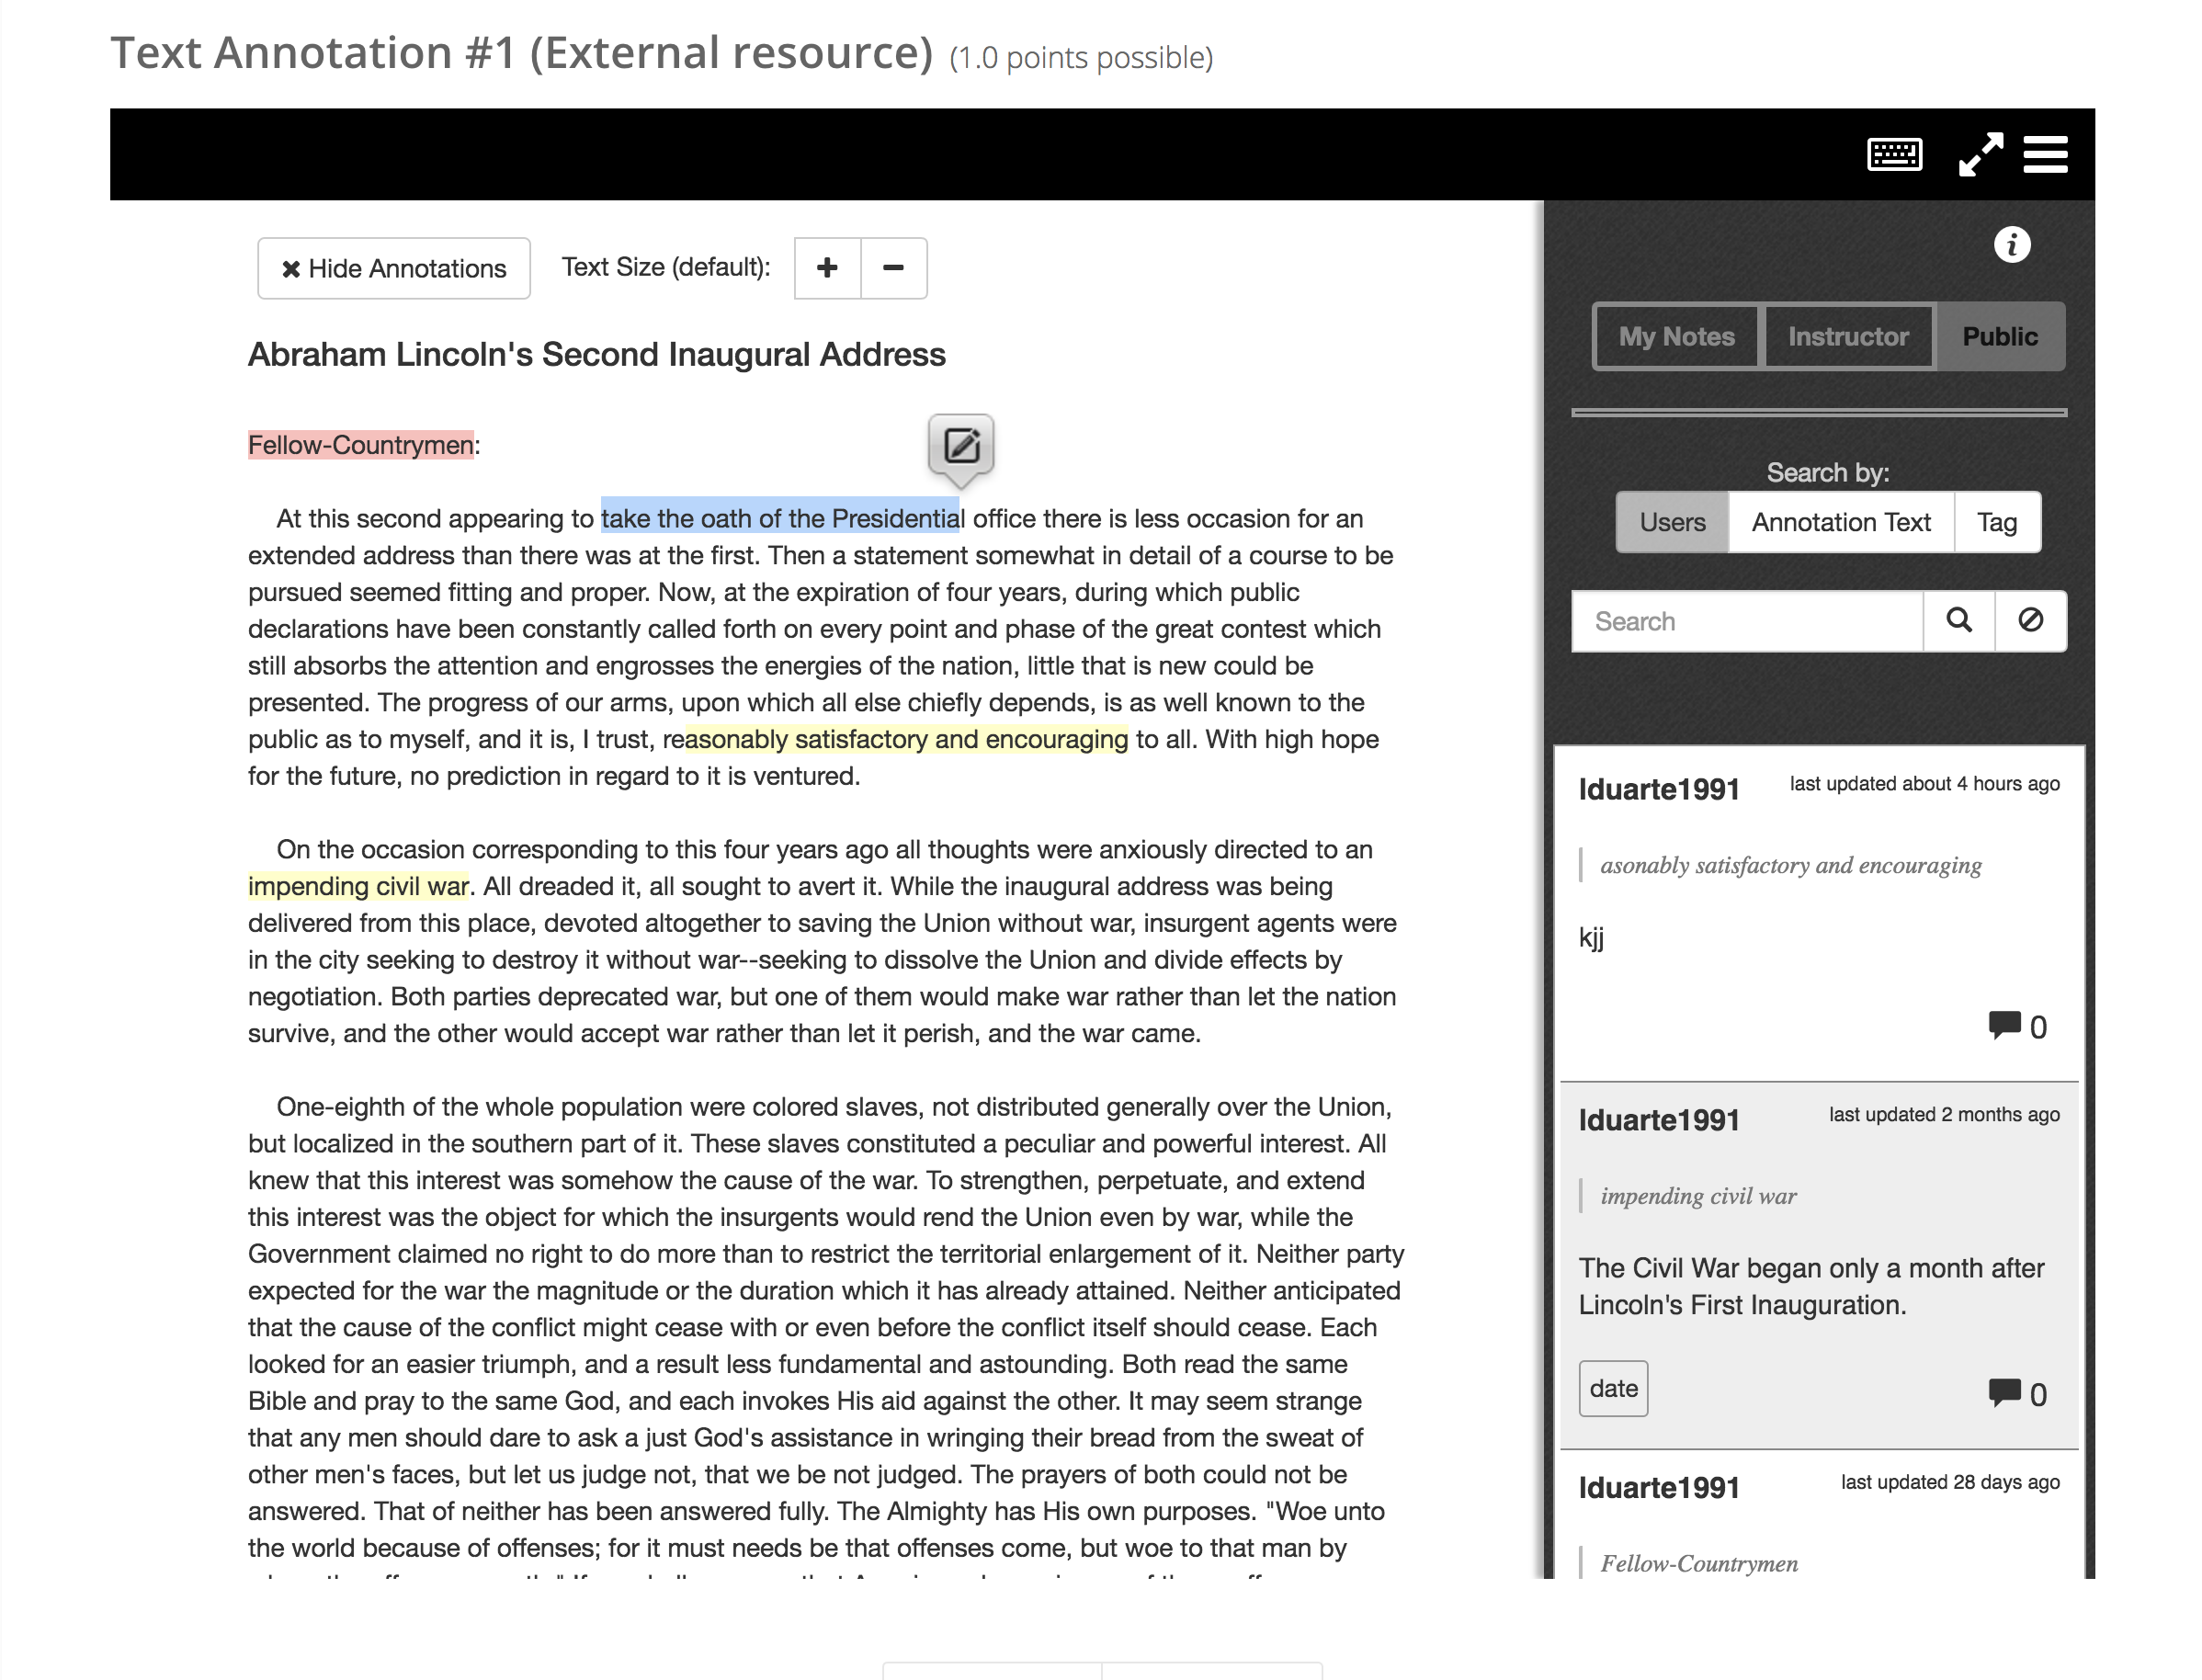 Text Annotation #1 (External resource) (1.0 points possible)
Hide Annotations
Text Size (default):
Abraham Lincoln's Second Inaugural Address
Fellow-Countrymen:
At this second appearing to take the oath of the Presidential office there is less occasion for an
extended address than there was at the first. Then a statement somewhat in detail of a course to be
pursued seemed fitting and proper. Now, at the expiration of four years, during which public
declarations have been constantly called forth on every point and phase of the great contest which
still absorbs the attention and engrosses the energies of the nation, little that is new could be
presented. The progress of our arms, upon which all else chiefly depends, is as well known to the
public as to myself, and it is, I trust, reasonably satisfactory and encouraging to all. With high hope
for the future, no prediction in regard to it is ventured.
On the occasion corresponding to this four years ago all thoughts were anxiously directed to an
impending civil war. All dreaded it, all sought to avert it. While the inaugural address was being
delivered from this place, devoted altogether to saving the Union without war, insurgent agents were
in the city seeking to destroy it without war--seeking to dissolve the Union and divide effects by
negotiation. Both parties deprecated war, but one of them would make war rather than let the nation
survive, and the other would accept war rather than let it perish, and the war came.
One-eighth of the whole population were colored slaves, not distributed generally over the Union,
but localized in the southern part of it. These slaves constituted a peculiar and powerful interest. All
knew that this interest was somehow the cause of the war. To strengthen, perpetuate, and extend
this interest was the object for which the insurgents would rend the Union even by war, while the
Government claimed no right to do more than to restrict the territorial enlargement of it. Neither party
expected for the war the magnitude or the duration which it has already attained. Neither anticipated
that the cause of the conflict might cease with or even before the conflict itself should cease. Each
looked for an easier triumph, and a result less fundamental and astounding. Both read the same
Bible and pray to the same God, and each invokes His aid against the other. It may seem strange
that any men should dare to ask a just God's assistance in wringing their bread from the sweat of
other men's faces, but let us judge not, that we be not judged. The prayers of both could not be
answered. That of neither has been answered fully. The Almighty has His own purposes. "Woe unto
the world because of offenses; for it must needs be that offenses come, but woe to that man by
My Notes
Instructor
Public
Search by:
Users
Annotation Text
Tag
Search
lduarte1991
last updated about 4 hours ago
asonably satisfactory and encouraging
kjj
0
lduarte1991
last updated 2 months ago
impending civil war
The Civil War began only a month after
Lincoln's First Inauguration.
date
0
lduarte1991
last updated 28 days ago
Fellow-Countrymen